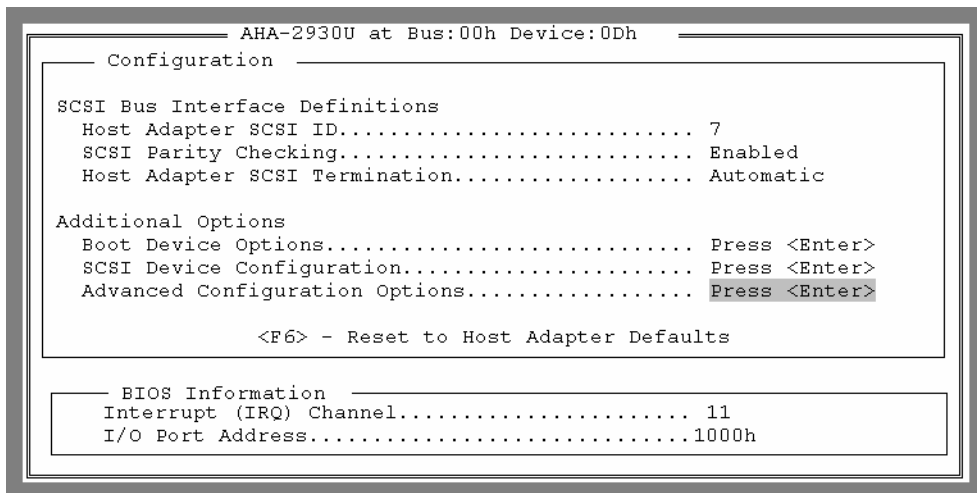 AHA-2930U at Bus:00h Device:0Dh
Configuration
SCSI Bus Interface Definitions
Host Adapter SCSI ID............................ 7
SCSI Parity Checking............................ Enabled
Host Adapter SCSI Termination................... Automatic
Additional Options
Boot Device Options............................. Press <Enter>
SCSI Device Configuration....................... Press <Enter>
Advanced Configuration Options.................. Press <Enter>
<F6> - Reset to Host Adapter Defaults
BIOS Information
Interrupt (IRQ) Channel....................... 11
I/O Port Address..............................1000h